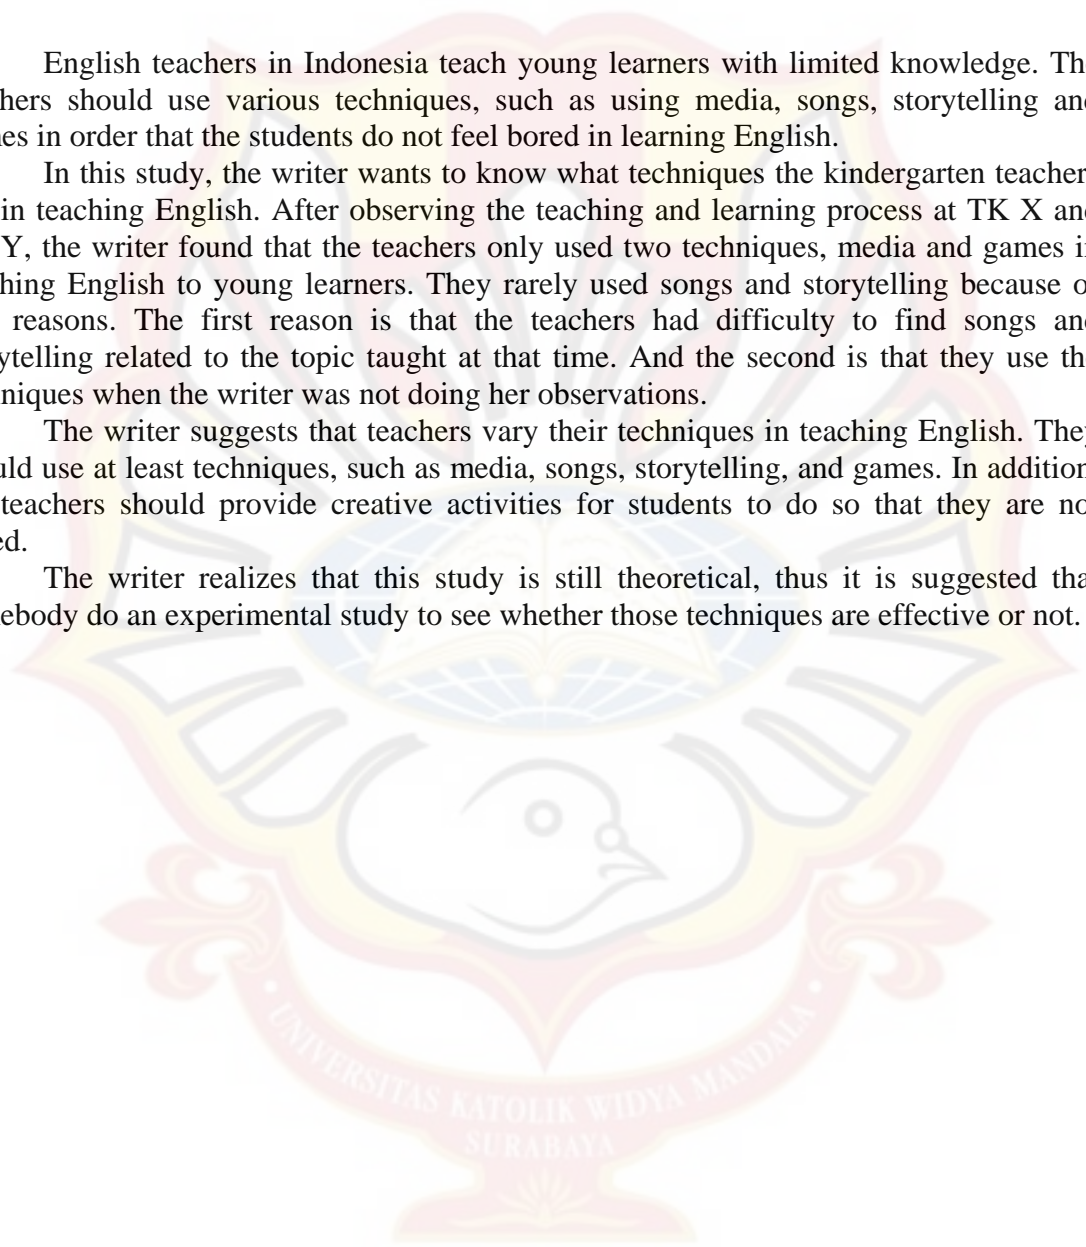 English teachers in Indonesia teach young learners with limited knowledge. Th
hers should use various techniques, such as using media, songs, storytelling an
es in order that the students do not feel bored in learning English.
In this study, the writer wants to know what techniques the kindergarten teacher
in teaching English. After observing the teaching and learning process at TK X an
Y, the writer found that the teachers only used two techniques, media and games i
hing English to young learners. They rarely used songs and storytelling because o
reasons. The first reason is that the teachers had difficulty to find songs an
ytelling related to the topic taught at that time. And the second is that they use th
niques when the writer was not doing her observations.
The writer suggests that teachers vary their techniques in teaching English. They
uld use at least techniques, such as media, songs, storytelling, and games. In addition
teachers should provide creative activities for students to do so that they are no
ed.
The writer realizes that this study is still theoretical, thus it is suggested tha
ebody do an experimental study to see whether those techniques are effective or not.
UNIVERSITAS KATOLIK WIDYA MANDALA
SURABAYA